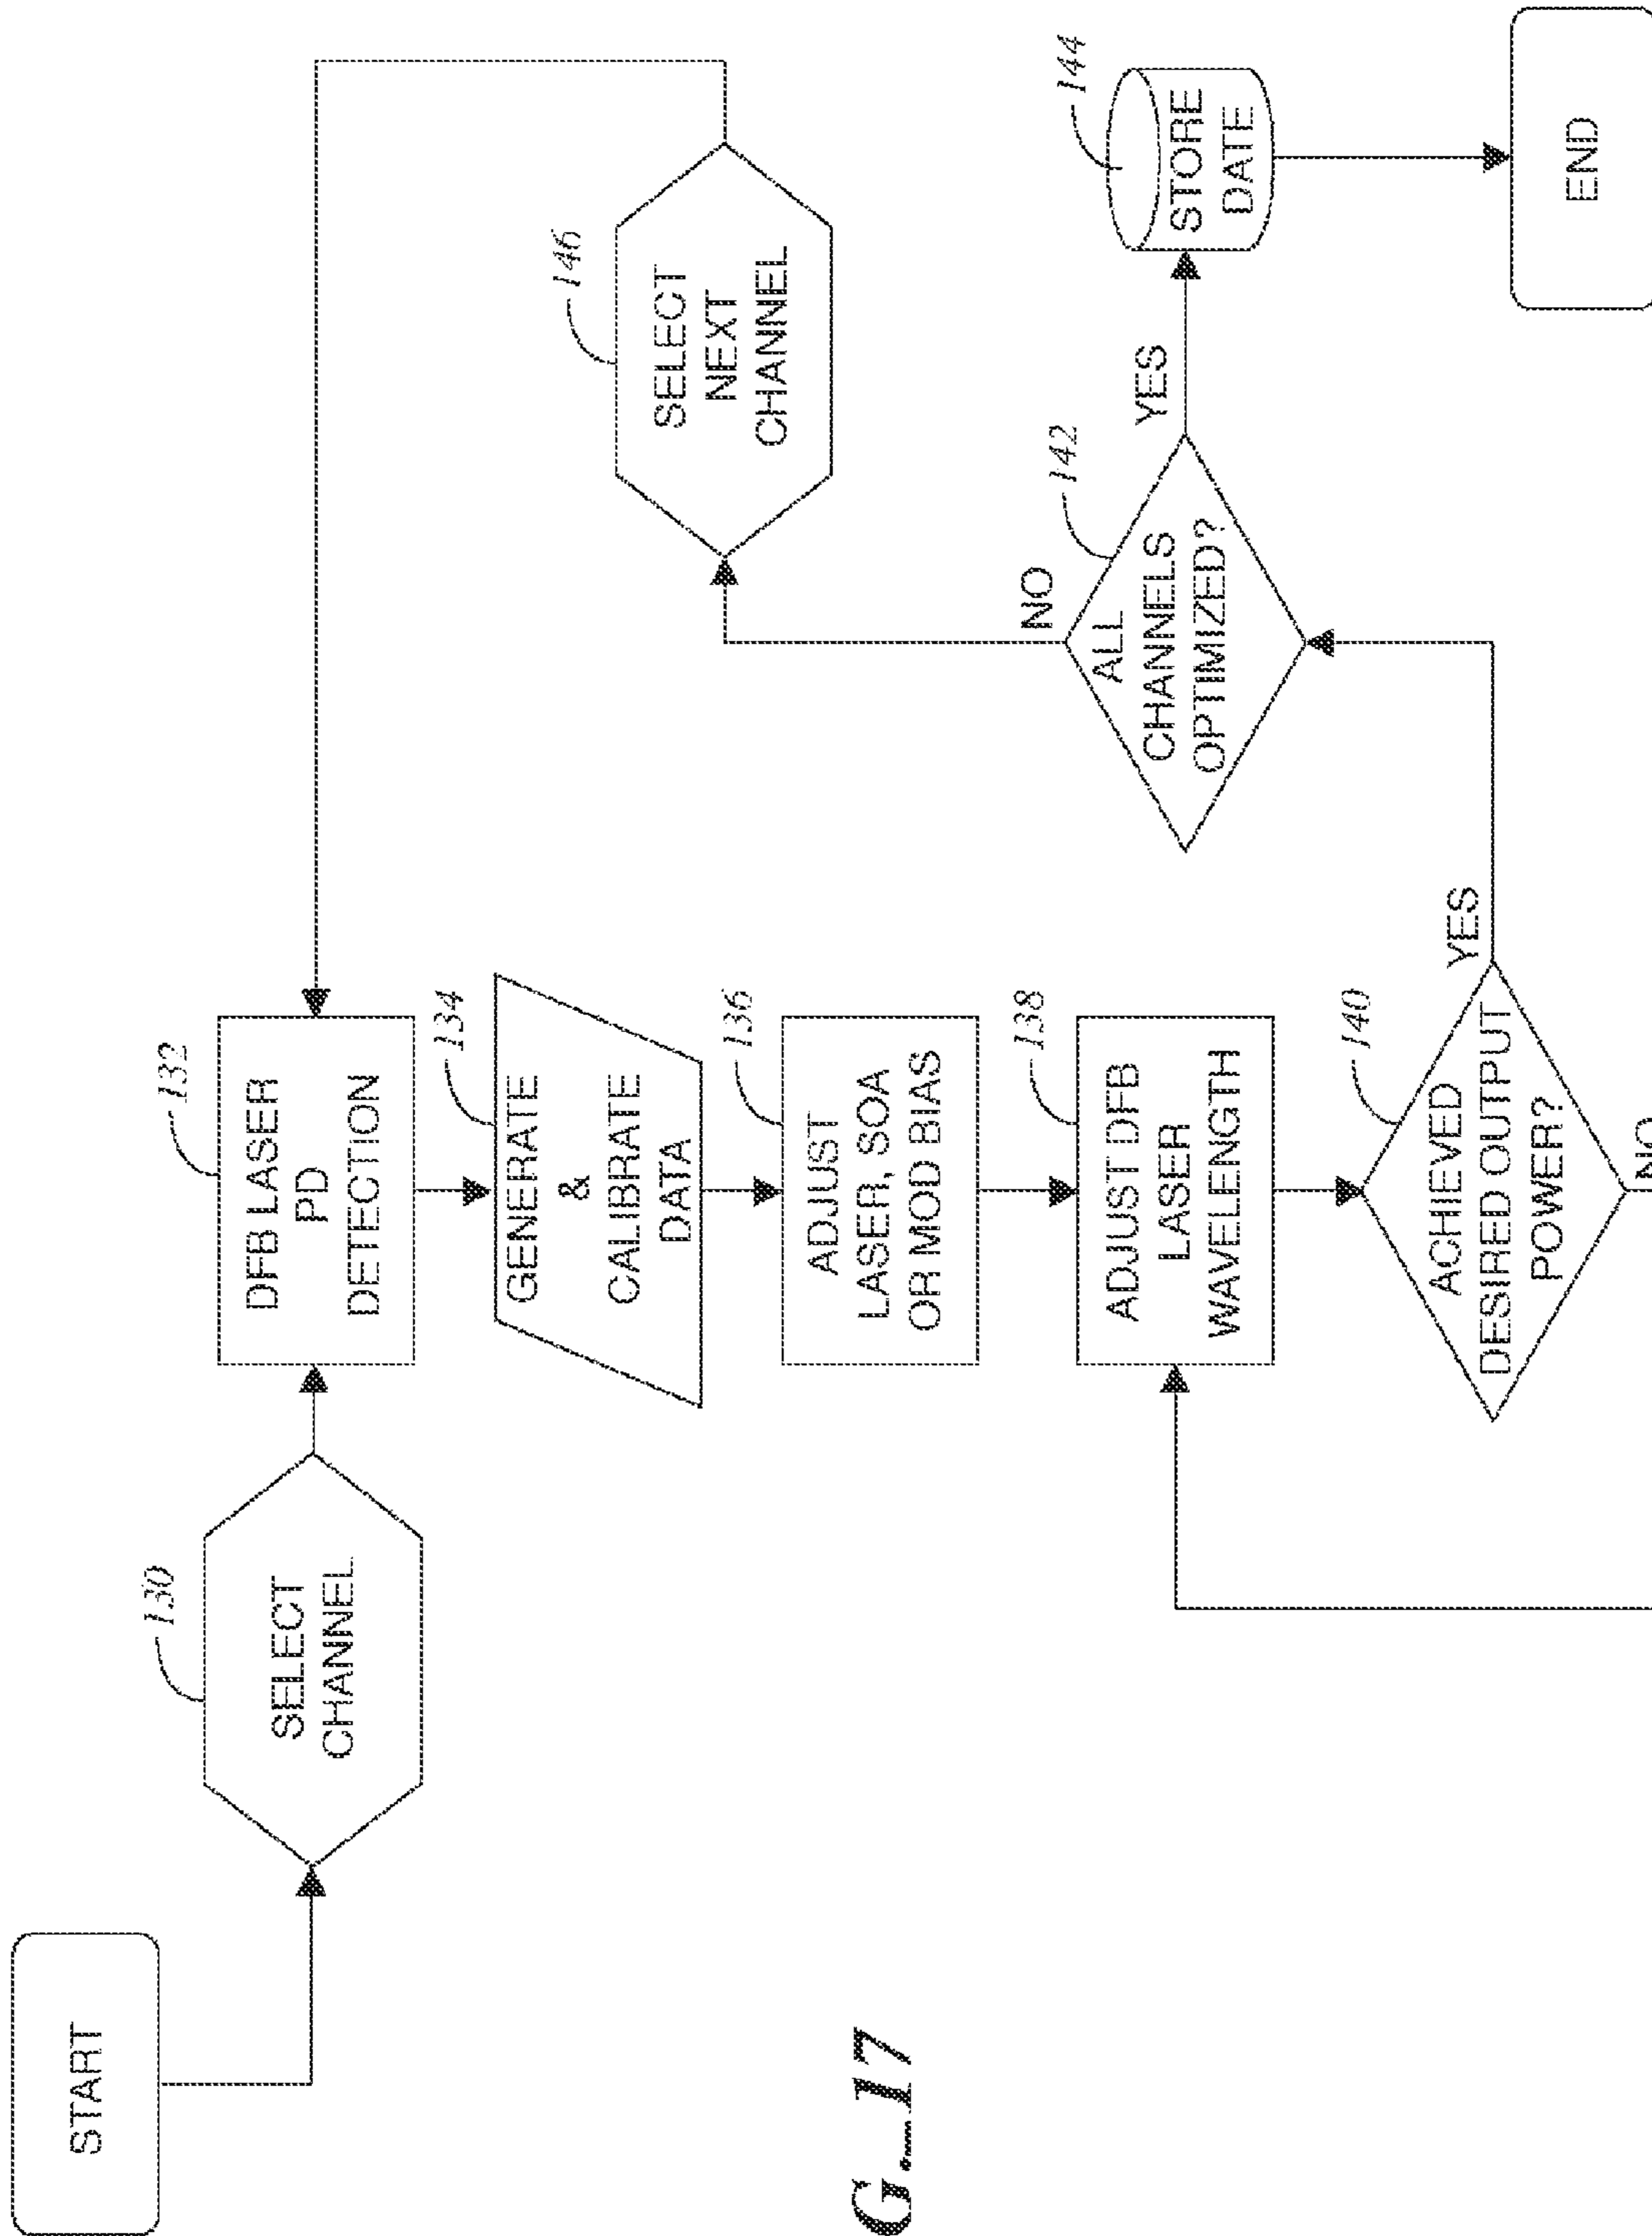 START
130
SELECT
CHANNEL
132
DFB LASER
PD
DETECTION
134
GENERATE
&
CALIBRATE
DATA
136
ADJUST
LASER, SOA
OR MOD BIAS
138
ADJUST DFB
LASER
WAVELENGTH
140
ACHIEVED
DESIRED OUTPUT
POWER?
YES
NO
142
ALL
CHANNELS
OPTIMIZED?
NO
YES
146
SELECT
NEXT
CHANNEL
144
STORE
DATE
END
G._17